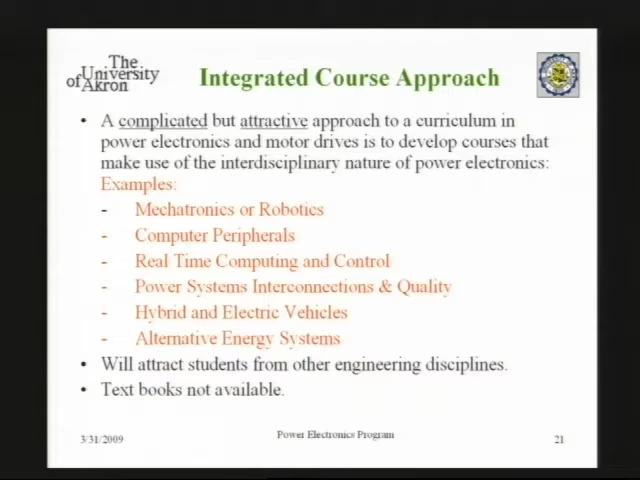 The
University
of Akron
Integrated Course Approach
• A complicated but attractive approach to a curriculum in
power electronics and motor drives is to develop courses that
make use of the interdisciplinary nature of power electronics:
Examples:
- Mechatronics or Robotics
- Computer Peripherals
- Real Time Computing and Control
- Power Systems Interconnections & Quality
- Hybrid and Electric Vehicles
- Alternative Energy Systems
• Will attract students from other engineering disciplines.
• Text books not available.
3/31/2009
Power Electronics Program
21